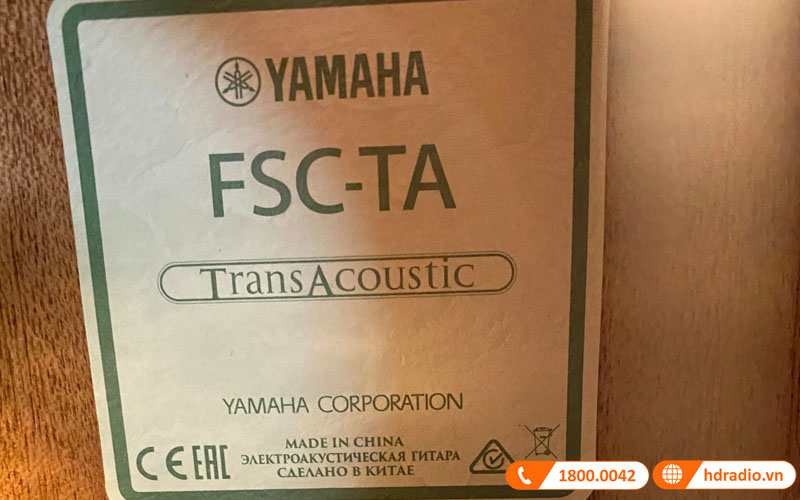 YAMAHA
FSC-TA
TransAcoustic
YAMAHA CORPORATION
CE EAC
MADE IN CHINA
ЭЛЕКТРОАКУСТИЧЕСКАЯ ГИТАРА
СДЕЛАНО В КИТАЕ
1800.0042
hdradio.vn